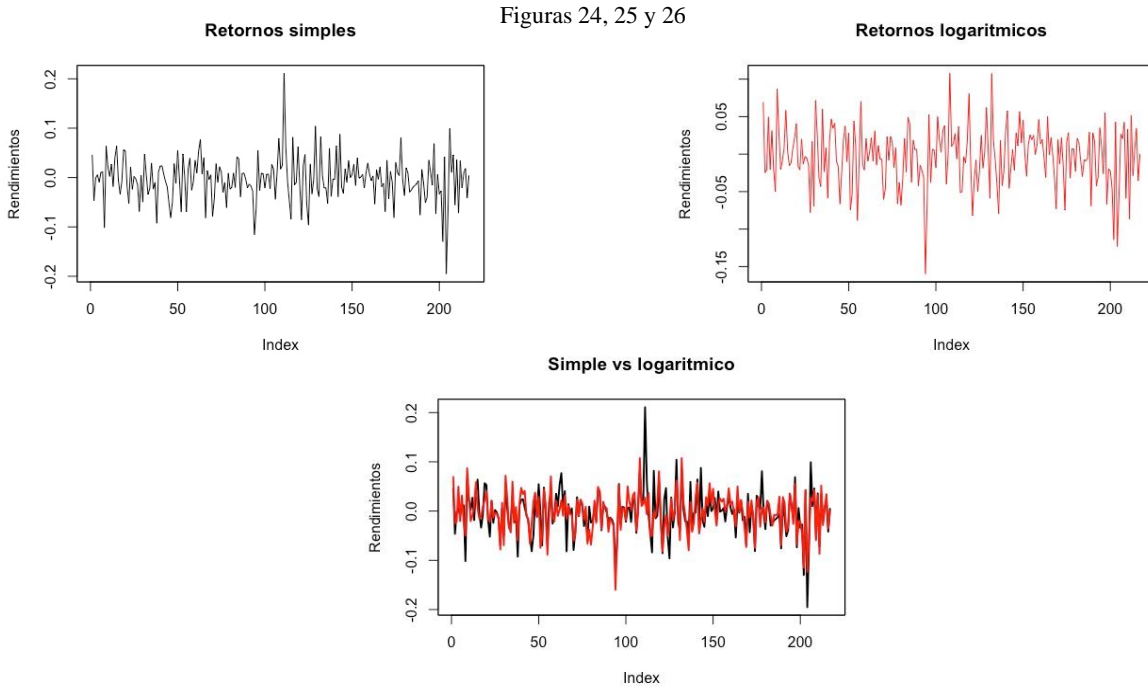 Figuras 24, 25 y 26
Retornos simples
Rendimientos
0.2
0.1
0.0
-0.1
-0.2
0 50 100 150 200
Index
Retornos logaritmicos
Rendimientos
0.05
-0.05
-0.15
0 50 100 150 200
Index
Simple vs logaritmico
Rendimientos
0.2
0.1
0.0
-0.1
-0.2
0 50 100 150 200
Index